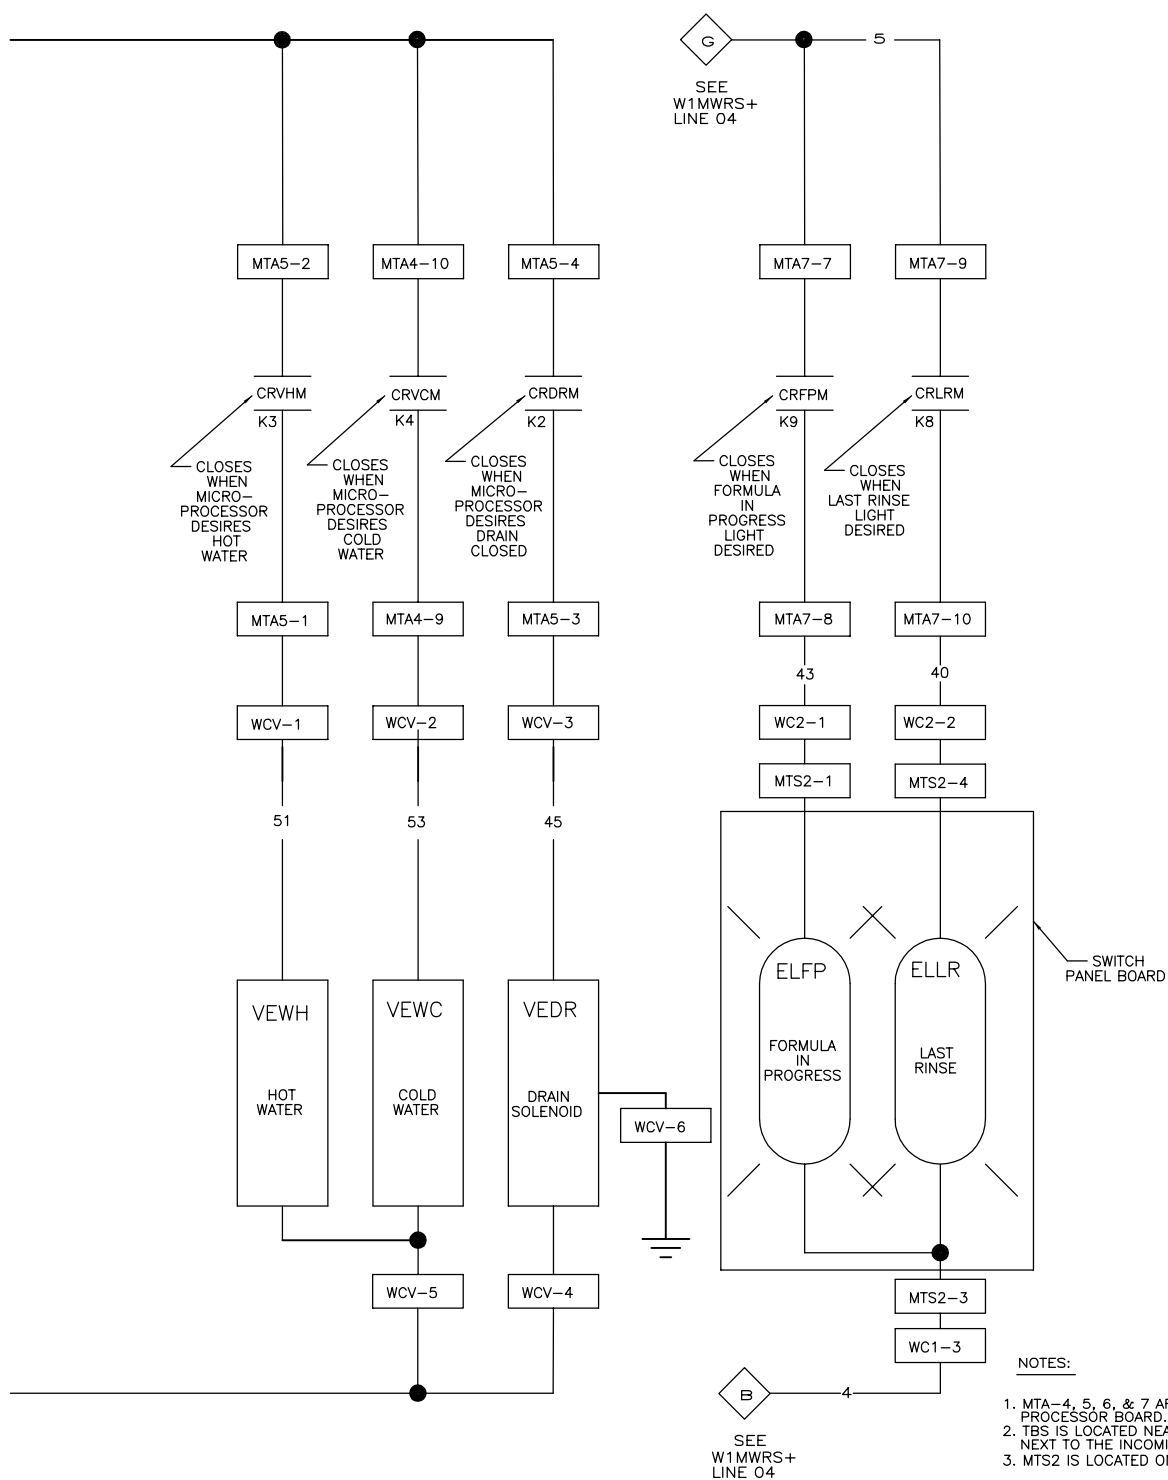 G
5
SEE
W1MWRS+
LINE 04
MTA5-2
MTA4-10
MTA5-4
MTA7-7
MTA7-9
CRVHM
K3
CRVCM
K4
CRDRM
K2
CRFPM
K9
CRLRM
K8
CLOSES
WHEN
MICRO-
PROCESSOR
DESIRES
HOT
WATER
CLOSES
WHEN
MICRO-
PROCESSOR
DESIRES
COLD
WATER
CLOSES
WHEN
MICRO-
PROCESSOR
DESIRES
DRAIN
CLOSED
CLOSES
WHEN
FORMULA
IN
PROGRESS
LIGHT
DESIRED
CLOSES
WHEN
LAST RINSE
LIGHT
DESIRED
MTA5-1
MTA4-9
MTA5-3
MTA7-8
MTA7-10
43
40
WCV-1
WCV-2
WCV-3
WC2-1
WC2-2
MTS2-1
MTS2-4
51
53
45
SWITCH
PANEL BOARD
VEWH
HOT
WATER
VEWC
COLD
WATER
VEDR
DRAIN
SOLENOID
ELFP
FORMULA
IN
PROGRESS
ELLR
LAST
RINSE
WCV-6
WCV-5
WCV-4
MTS2-3
WC1-3
B
4
SEE
W1MWRS+
LINE 04
NOTES:
1. MTA-4, 5, 6, & 7
PROCESSOR BOARD.
2. TBS IS LOCATED
NEXT TO THE
3. MTS2 IS LOCATED